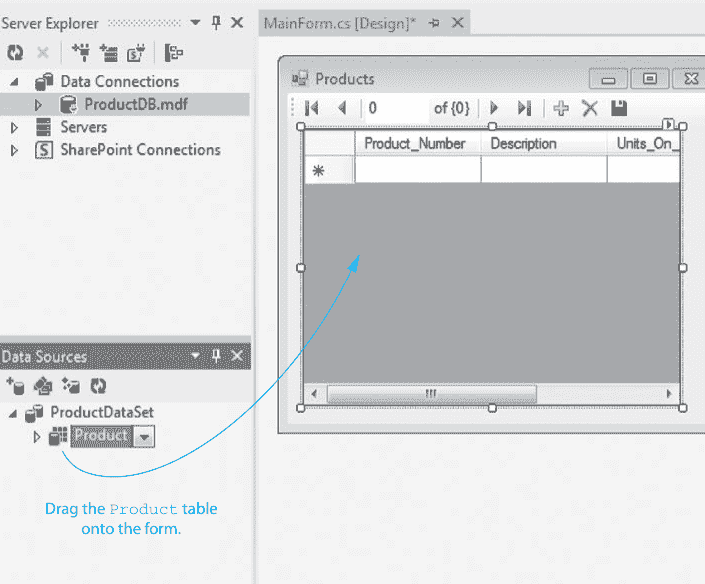 Server Explorer
Data Connections
ProductDB.mdf
Servers
SharePoint Connections
MainForm.cs [Design]*
Products
0 of {0}
Product_Number Description Units_On_
Data Sources
ProductDataSet
Product
Drag the Product table
onto the form.